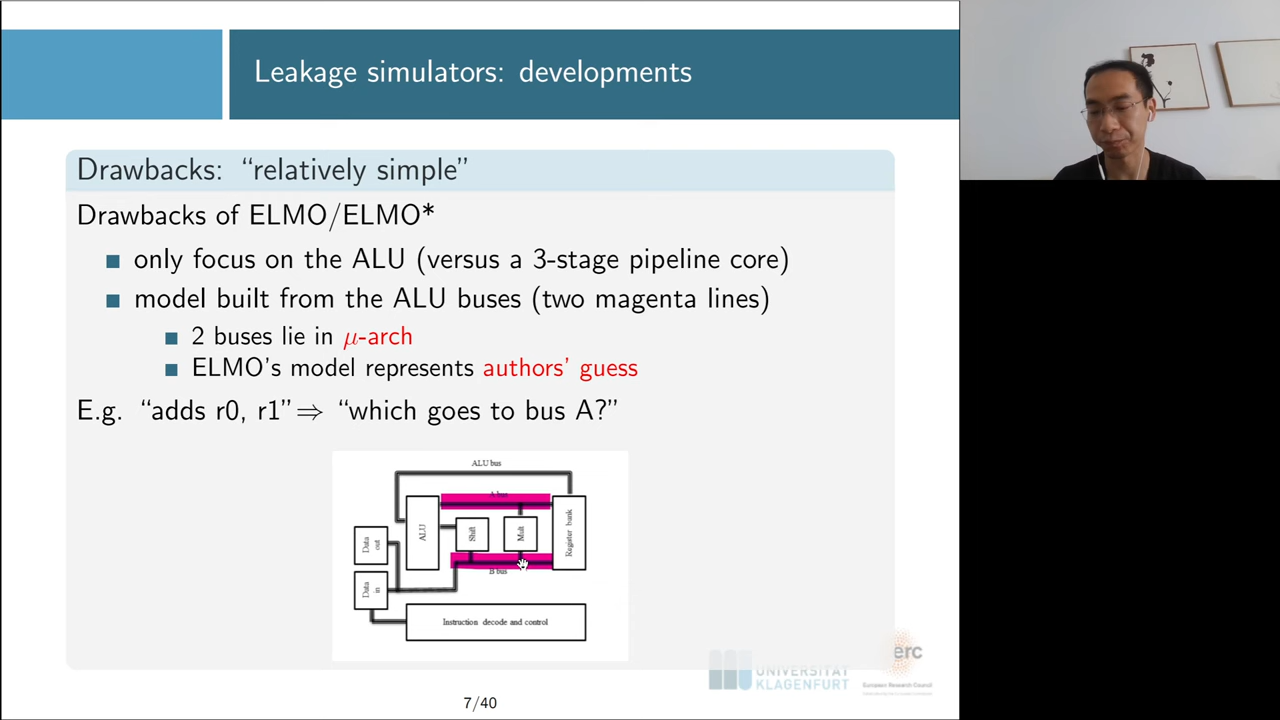 Leakage simulators: developments
Drawbacks: “relatively simple”
Drawbacks of ELMO/ELMO*
only focus on the ALU (versus a 3-stage pipeline core)
model built from the ALU buses (two magenta lines)
2 buses lie in μ-arch
ELMO's model represents authors' guess
E.g. “adds r0, r1”⇒ “which goes to bus A?”
ALU bus
A bus
ALU
Shift
Mult
Register bank
Data out
B bus
Data in
Instruction decode and control
UNIVERSITÄT
KLAGENFURT
erc
European Research Council
7/40